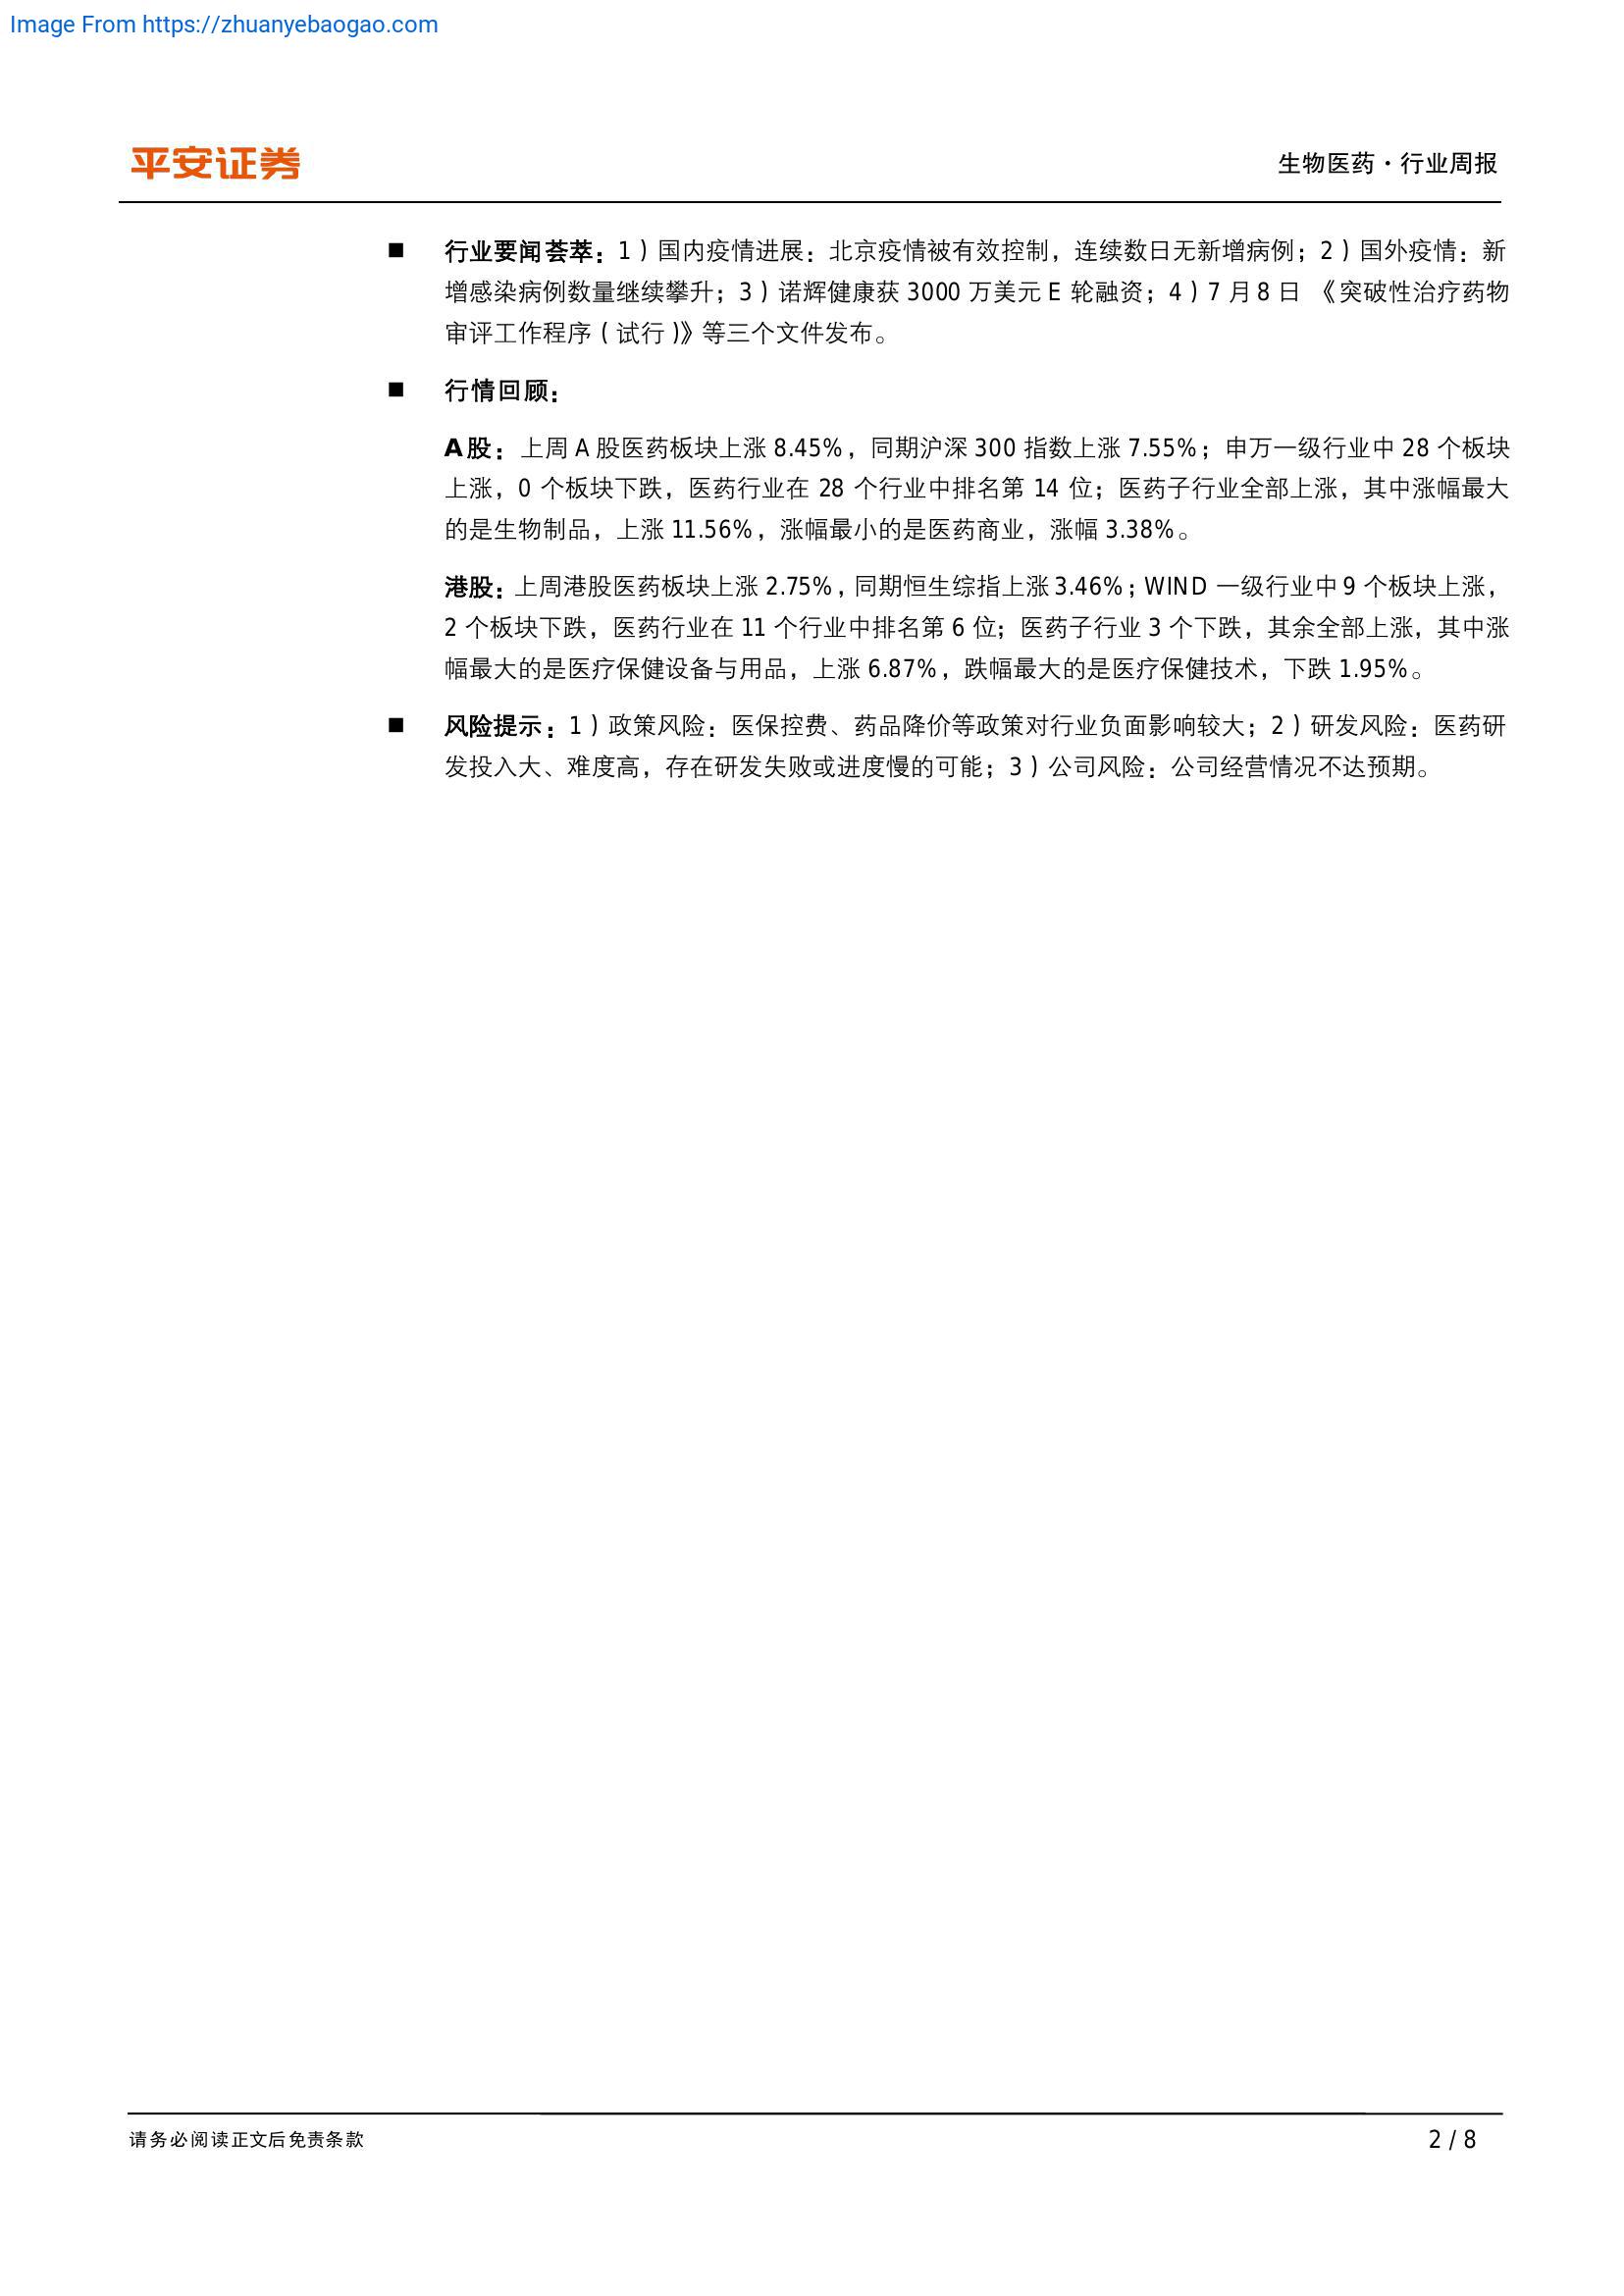 Image From https://zhuanyebaogao.com
平安证券
生物医药·行业周报
■ 行业要闻荟萃：1）国内疫情进展：北京疫情被有效控制，连续数日无新增病例；2）国外疫情：新
增感染病例数量继续攀升；3）诺辉健康获 3000 万美元 E 轮融资；4）7 月 8 日 《突破性治疗药物
审评工作程序（试行）》等三个文件发布。
■ 行情回顾：
A 股：上周 A 股医药板块上涨 8.45%，同期沪深 300 指数上涨 7.55%；申万一级行业中 28 个板块
上涨，0 个板块下跌，医药行业在 28 个行业中排名第 14 位；医药子行业全部上涨，其中涨幅最大
的是生物制品，上涨 11.56%，涨幅最小的是医药商业，涨幅 3.38%。
港股：上周港股医药板块上涨 2.75%，同期恒生综指上涨 3.46%；WIND 一级行业中 9 个板块上涨，
2 个板块下跌，医药行业在 11 个行业中排名第 6 位；医药子行业 3 个下跌，其余全部上涨，其中涨
幅最大的是医疗保健设备与用品，上涨 6.87%，跌幅最大的是医疗保健技术，下跌 1.95%。
■ 风险提示：1）政策风险：医保控费、药品降价等政策对行业负面影响较大；2）研发风险：医药研
发投入大、难度高，存在研发失败或进度慢的可能；3）公司风险：公司经营情况不达预期。
请务必阅读正文后免责条款
2 / 8